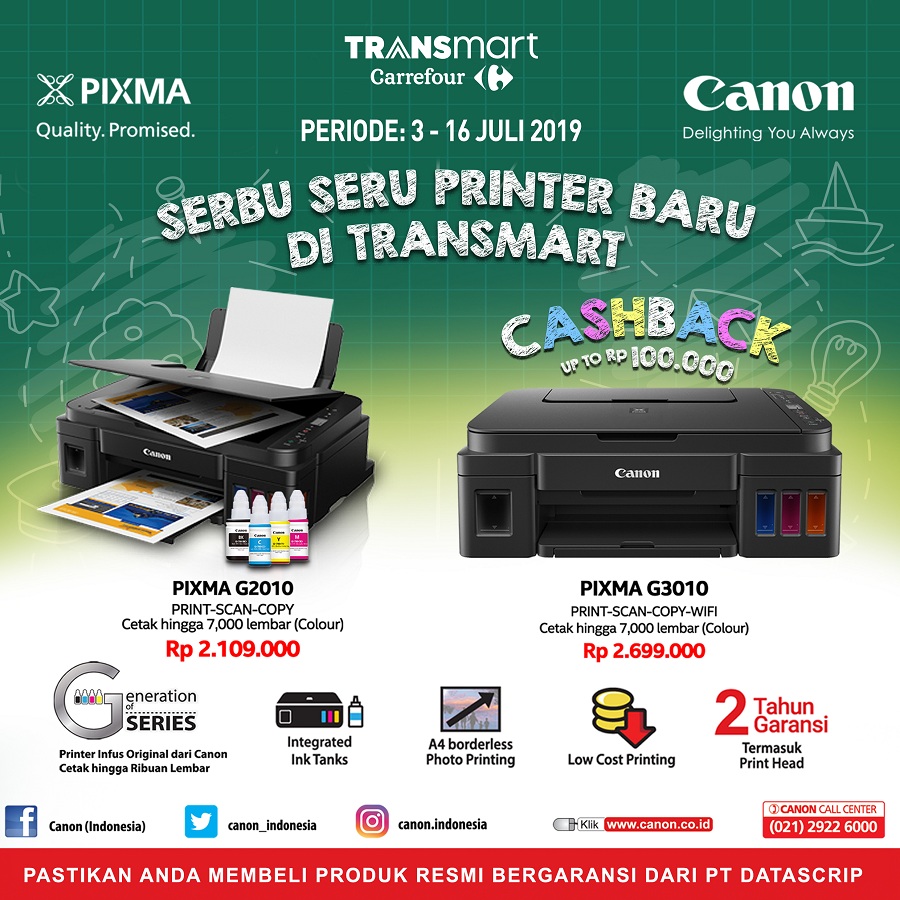 TRANSmart
Carrefour
PIXMA
Quality. Promised.
Canon
Delighting You Always
PERIODE: 3 - 16 JULI 2019
SERBU SERU PRINTER BARU
DI TRANSMART
CASHBACK
UP TO RP 100.000
Canon
Canon
BK
C
Y
M
PIXMA G2010
PRINT-SCAN-COPY
Cetak hingga 7,000 lembar (Colour)
Rp 2.109.000
PIXMA G3010
PRINT-SCAN-COPY-WIFI
Cetak hingga 7,000 lembar (Colour)
Rp 2.699.000
Generation
of
SERIES
Printer Infus Original dari Canon
Cetak hingga Ribuan Lembar
Integrated
Ink Tanks
A4 borderless
Photo Printing
Low Cost Printing
2 Tahun
Garansi
Termasuk
Print Head
Canon (Indonesia)
canon_indonesia
canon.indonesia
Klik www.canon.co.id
CANON CALL CENTER
(021) 2922 6000
PASTIKAN ANDA MEMBELI PRODUK RESMI BERGARANSI DARI PT DATASCRIP